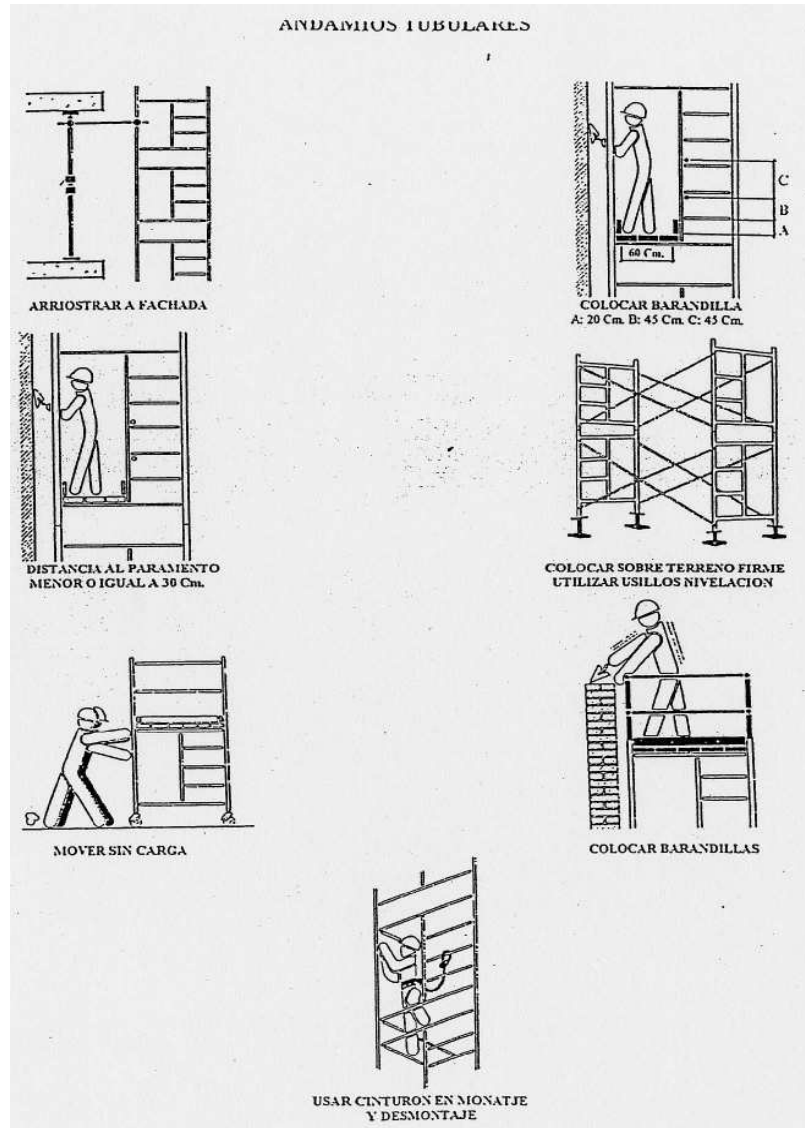 ANDAMIOS TUBULARES
C
B
A
60 Cm.
ARRIOSTRAR A FACHADA
COLOCAR BARANDILLA
A: 20 Cm. B: 45 Cm. C: 45 Cm.
DISTANCIA AL PARAMENTO
MENOR O IGUAL A 30 Cm.
COLOCAR SOBRE TERRENO FIRME
UTILIZAR USILLOS NIVELACION
MOVER SIN CARGA
COLOCAR BARANDILLAS
USAR CINTURON EN MONATJE
Y DESMONTAJE